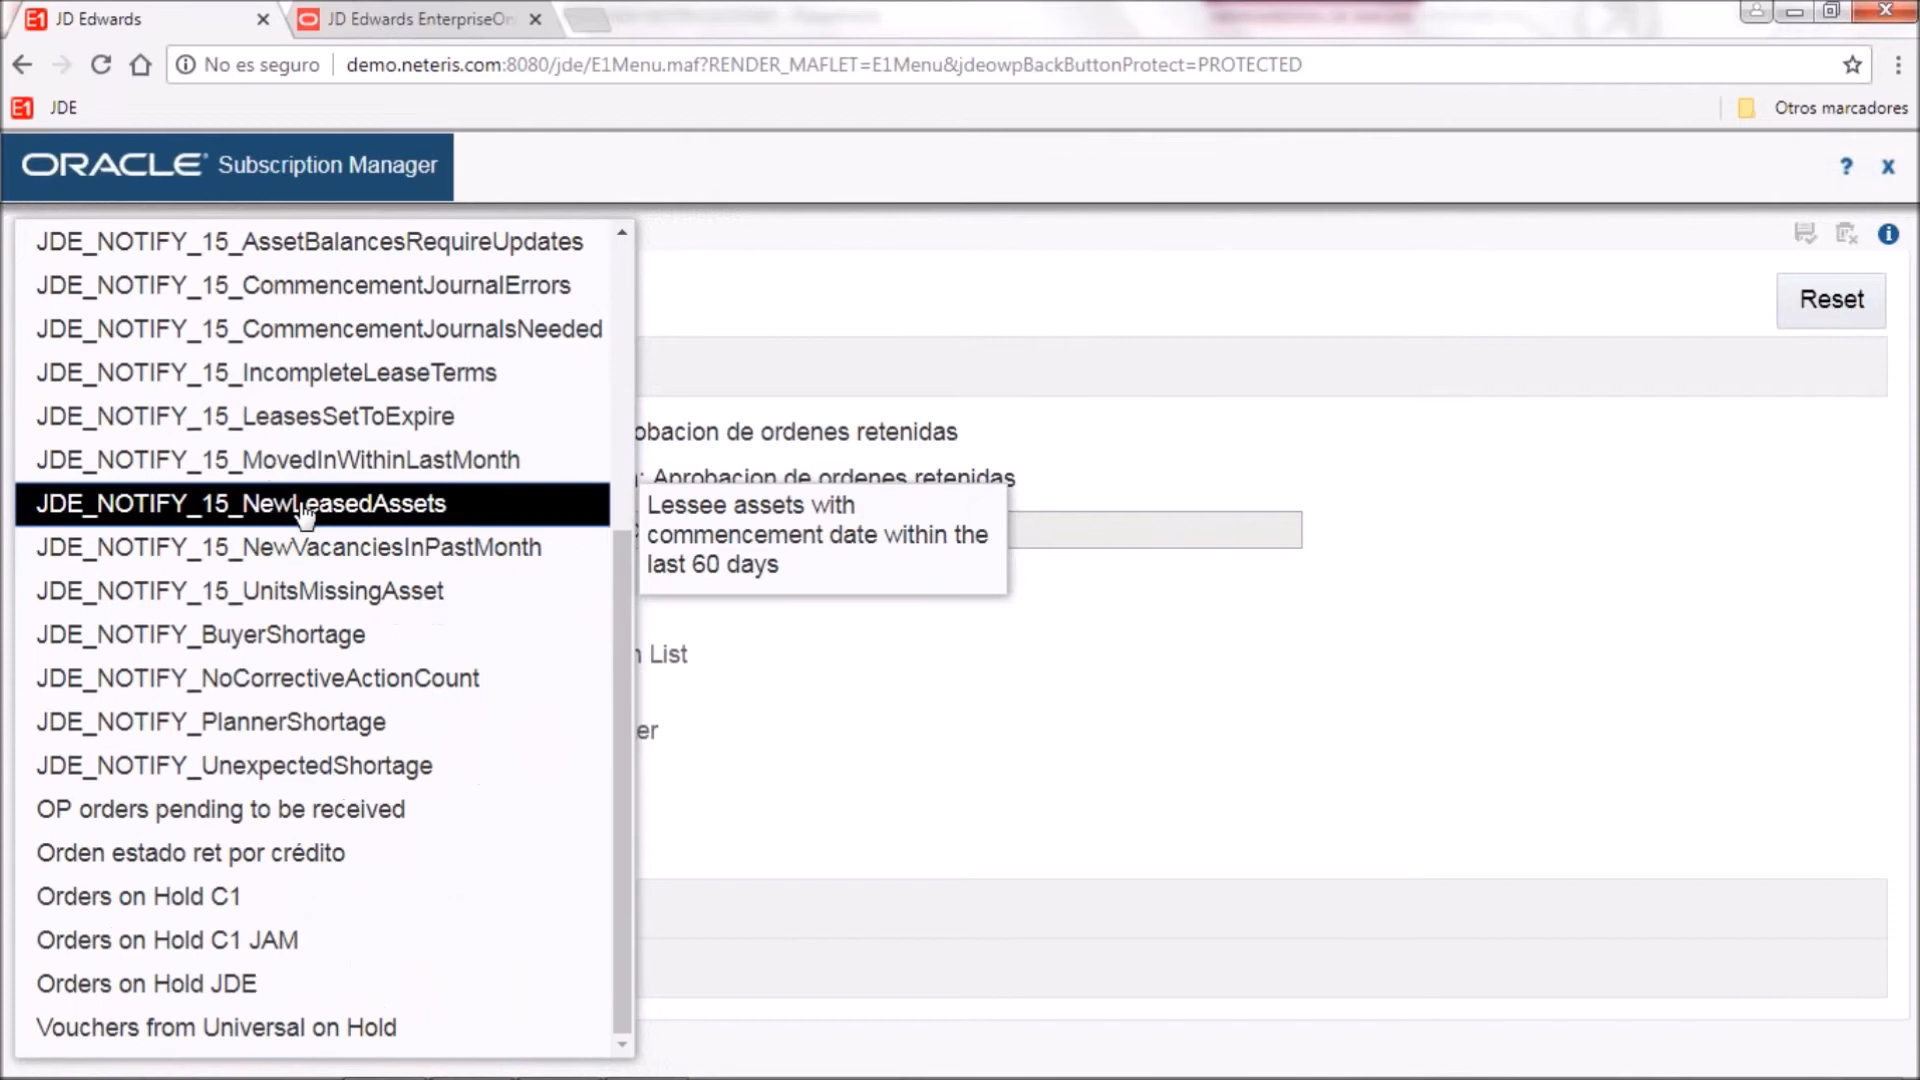 E1 JD Edwards
JD Edwards EnterpriseOn
No es seguro
demo.neteris.com:8080/jde/E1Menu.maf?RENDER_MAFLET=E1Menu&jdeowpBackButtonProtect=PROTECTED
E1 JDE
Otros marcadores
ORACLE Subscription Manager
? x
JDE_NOTIFY_15_AssetBalancesRequireUpdates
JDE_NOTIFY_15_CommencementJournalErrors
Reset
JDE_NOTIFY_15_CommencementJournalsNeeded
JDE_NOTIFY_15_IncompleteLeaseTerms
JDE_NOTIFY_15_LeasesSetToExpire
obacion de ordenes retenidas
JDE_NOTIFY_15_MovedInWithinLastMonth
: Aprobacion de ordenes retenidas
JDE_NOTIFY_15_NewLeasedAssets
Lessee assets with
commencement date within the
last 60 days
JDE_NOTIFY_15_NewVacanciesInPastMonth
JDE_NOTIFY_15_UnitsMissingAsset
JDE_NOTIFY_BuyerShortage
List
JDE_NOTIFY_NoCorrectiveActionCount
JDE_NOTIFY_PlannerShortage
er
JDE_NOTIFY_UnexpectedShortage
OP orders pending to be received
Orden estado ret por crédito
Orders on Hold C1
Orders on Hold C1 JAM
Orders on Hold JDE
Vouchers from Universal on Hold